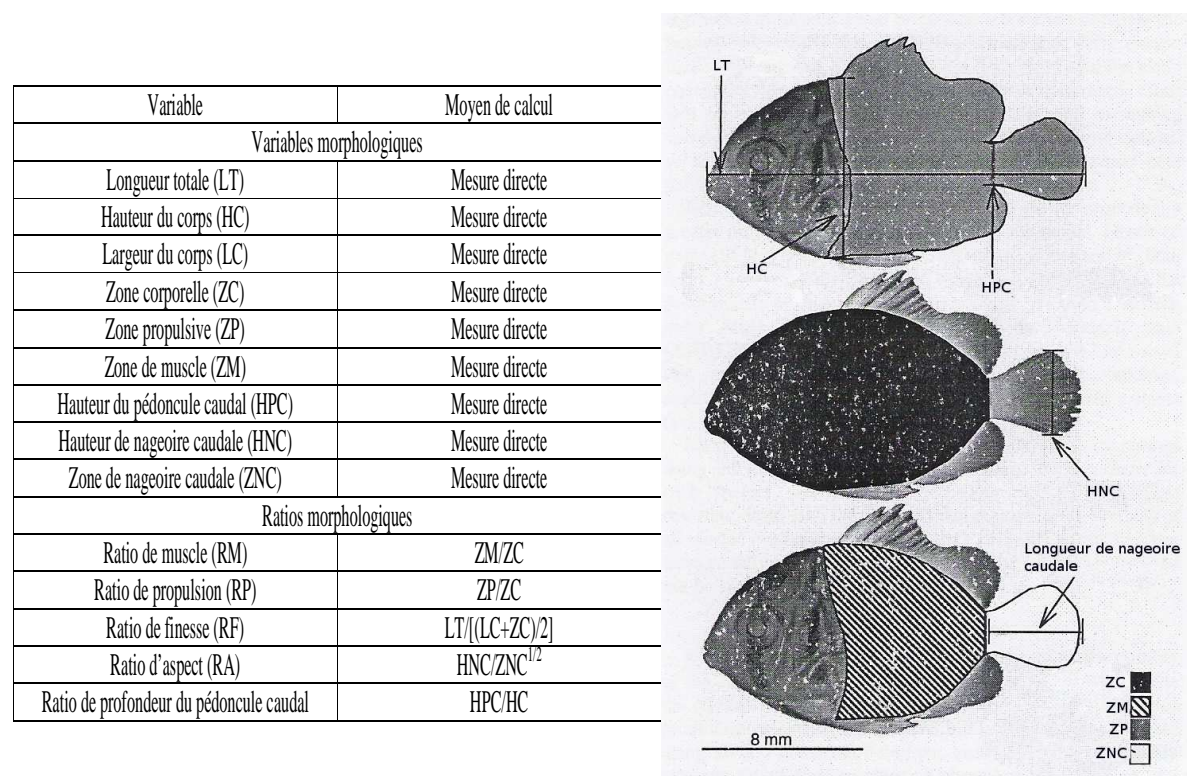 Variable Moyen de calcul
Variables morphologiques
Longueur totale (LT) Mesure directe
Hauteur du corps (HC) Mesure directe
Largeur du corps (LC) Mesure directe
Zone corporelle (ZC) Mesure directe
Zone propulsive (ZP) Mesure directe
Zone de muscle (ZM) Mesure directe
Hauteur du pédoncule caudal (HPC) Mesure directe
Hauteur de nageoire caudale (HNC) Mesure directe
Zone de nageoire caudale (ZNC) Mesure directe
Ratios morphologiques
Ratio de muscle (RM) ZM/ZC
Ratio de propulsion (RP) ZP/ZC
Ratio de finesse (RF) LT/[(LC+ZC)/2]
Ratio d'aspect (RA) HNC/ZNC^1/2
Ratio de profondeur du pédoncule caudal HPC/HC
LT
HC
HPC
HNC
Longueur de nageoire
caudale
ZC
ZM
ZP
ZNC
8 mm